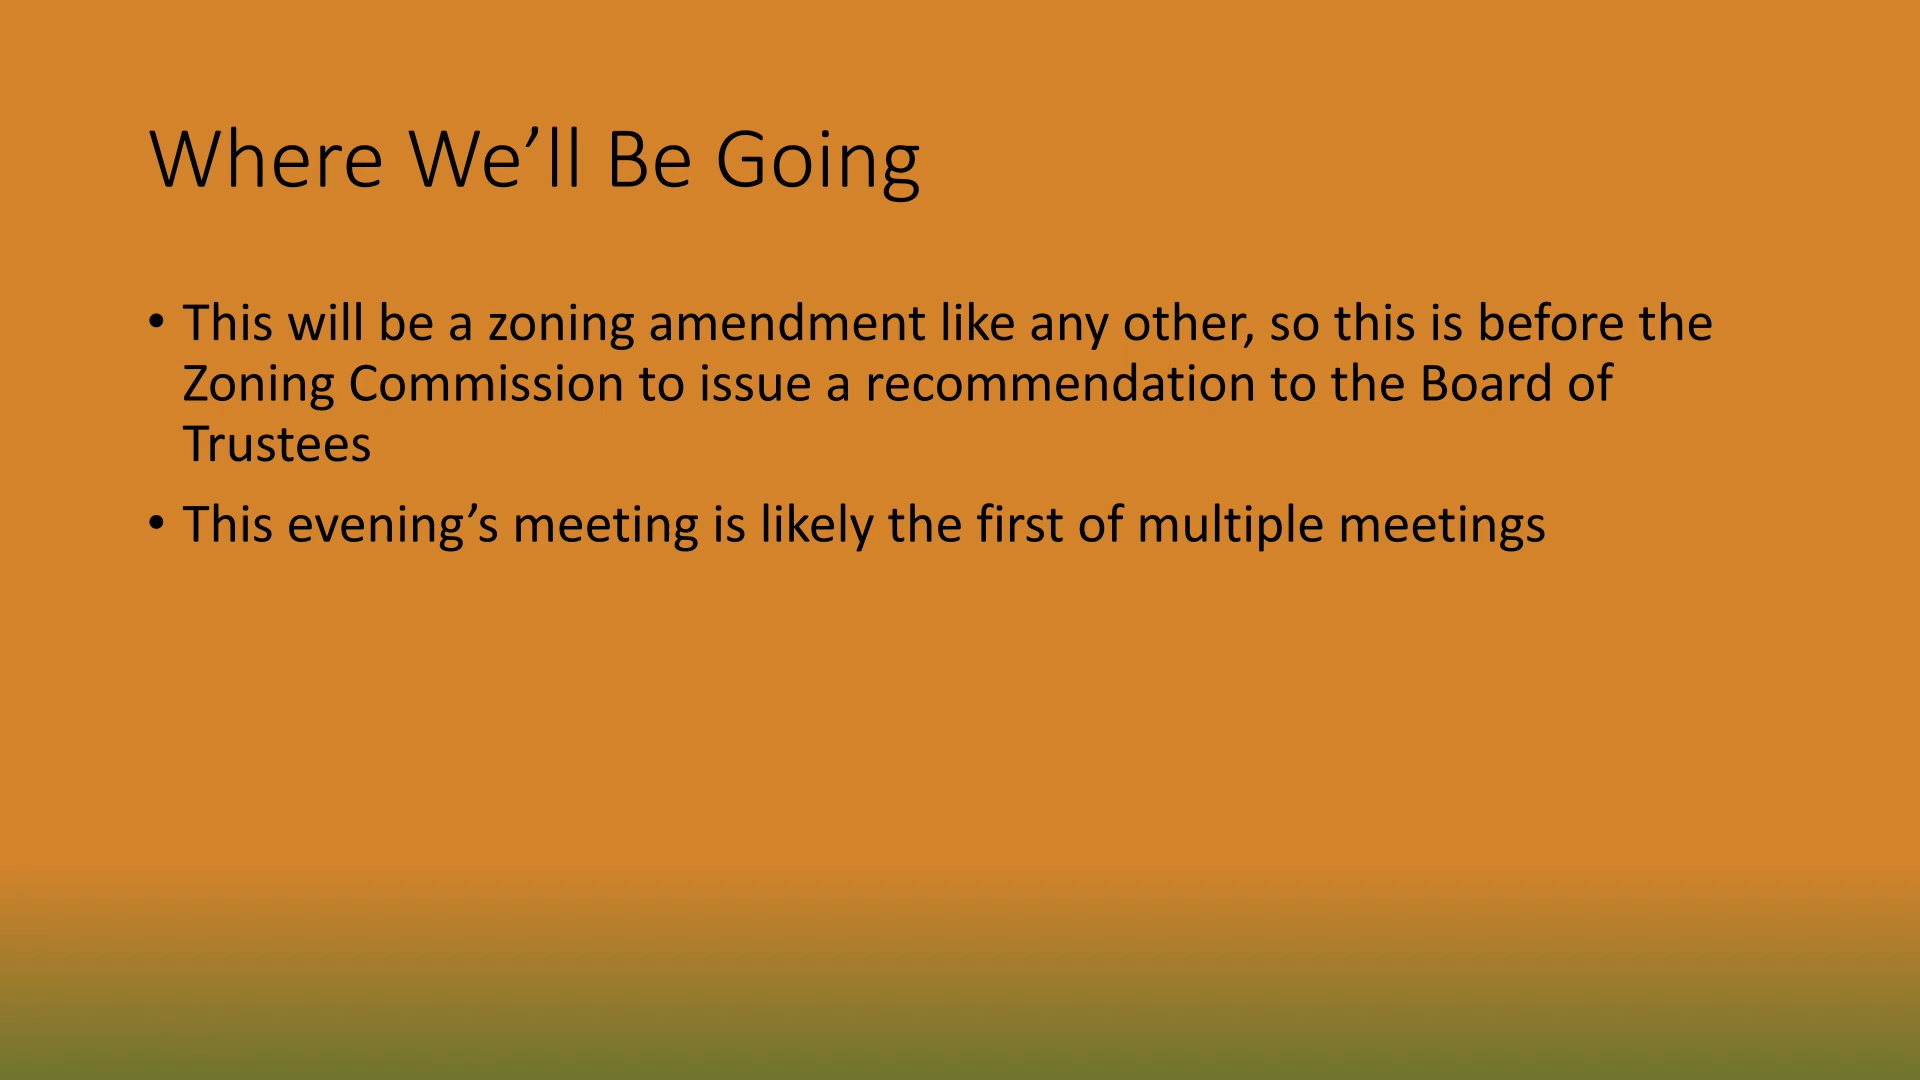 Where We’ll Be Going
• This will be a zoning amendment like any other, so this is before the
Zoning Commission to issue a recommendation to the Board of
Trustees
• This evening’s meeting is likely the first of multiple meetings